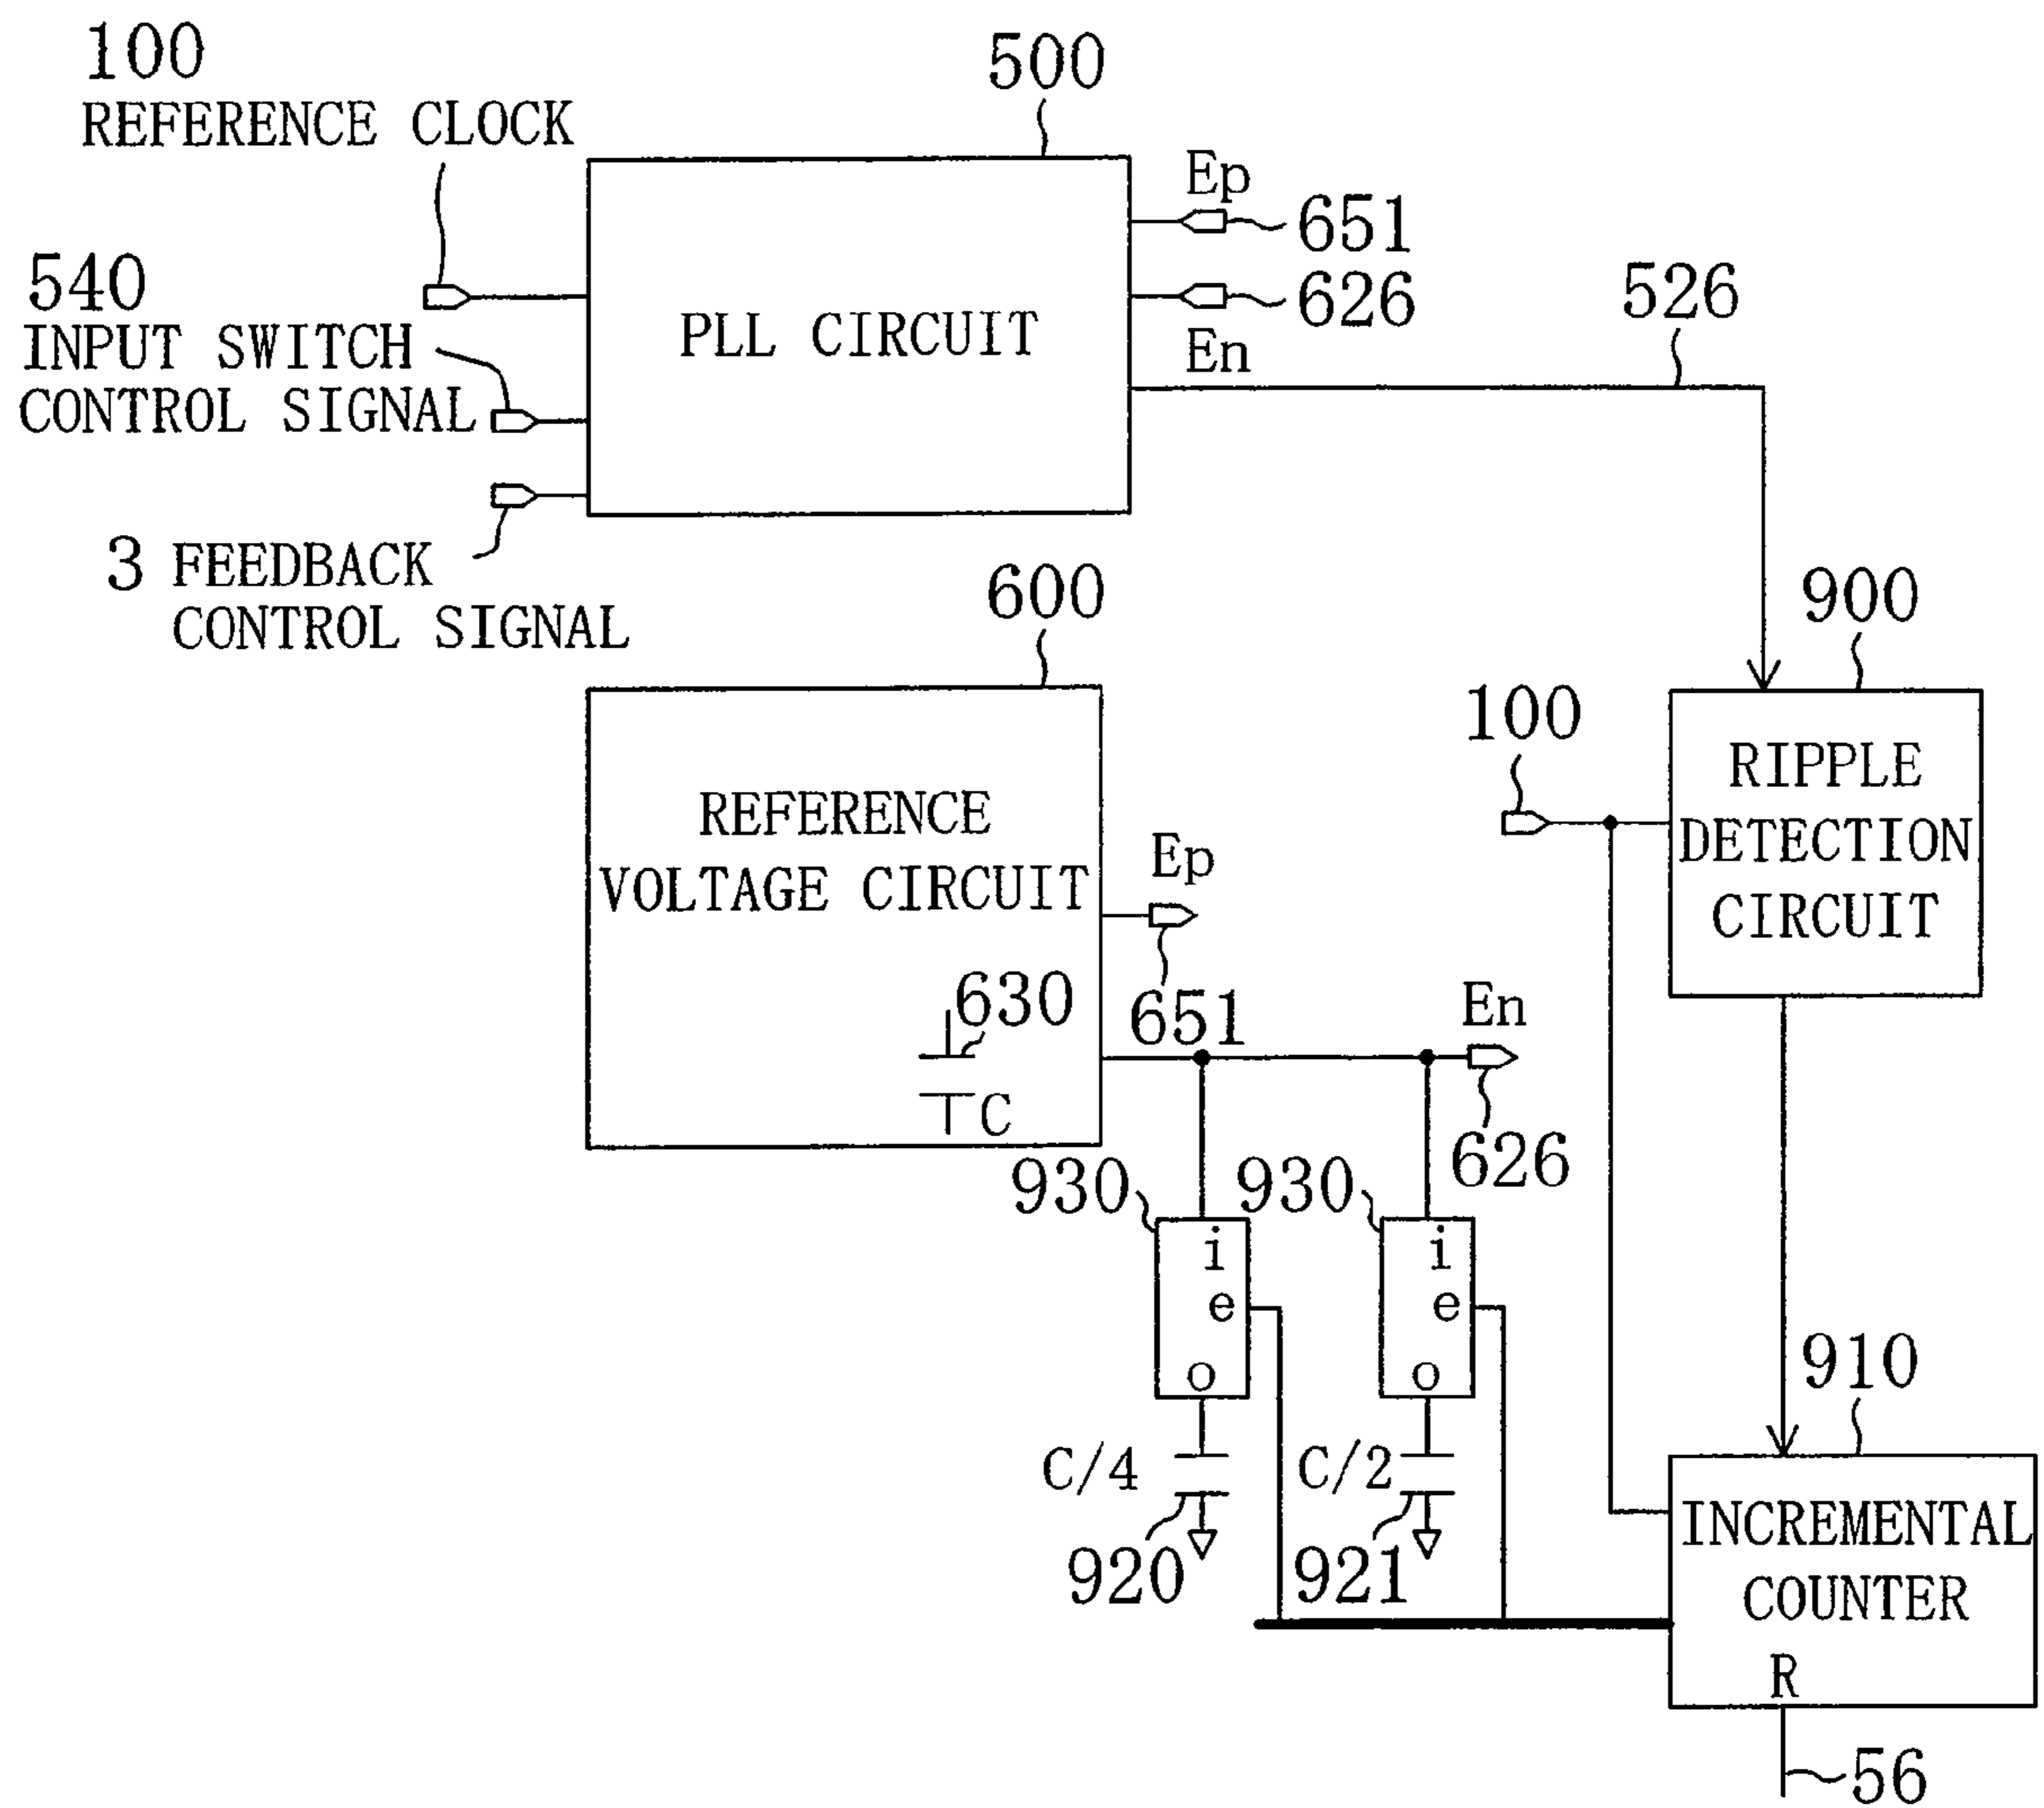 100
REFERENCE CLOCK
500
Ep
651
540
INPUT SWITCH
CONTROL SIGNAL
PLL CIRCUIT
626
En
526
3 FEEDBACK
CONTROL SIGNAL
600
900
100
RIPPLE
DETECTION
CIRCUIT
REFERENCE
VOLTAGE CIRCUIT
Ep
651
630
C
En
626
930
i
e
o
930
i
e
o
C/4
920
C/2
921
910
INCREMENTAL
COUNTER
R
56